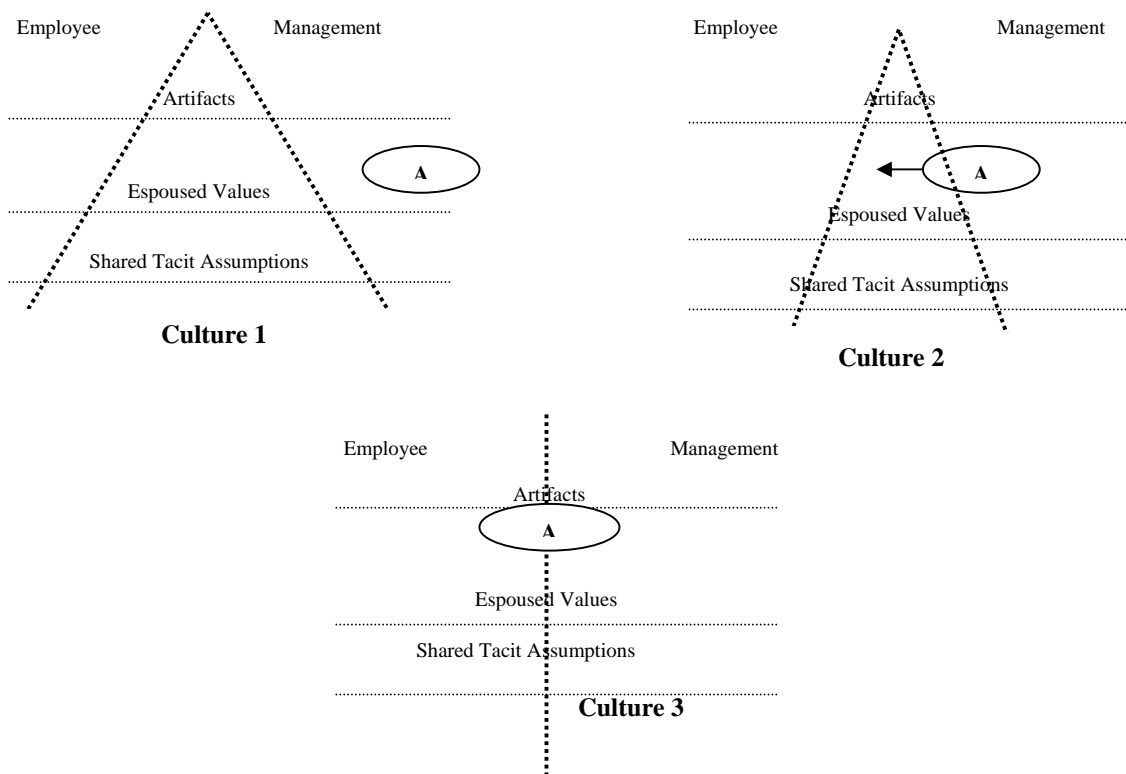 Employee
Management
Artifacts
A
Espoused Values
Shared Tacit Assumptions
Culture 1
Employee
Management
Artifacts
A
Espoused Values
Shared Tacit Assumptions
Culture 2
Employee
Management
Artifacts
A
Espoused Values
Shared Tacit Assumptions
Culture 3